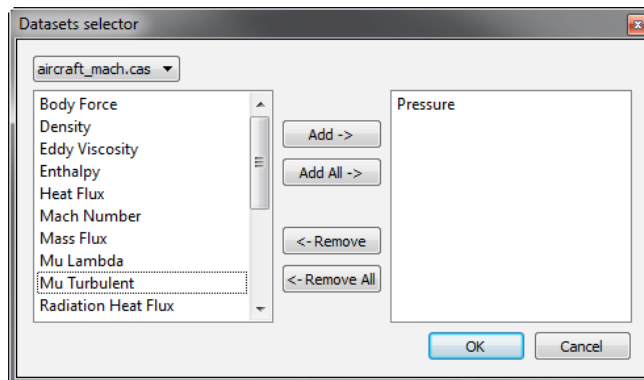 Datasets selector
aircraft_mach.cas
Body Force
Density
Eddy Viscosity
Enthalpy
Heat Flux
Mach Number
Mass Flux
Mu Lambda
Mu Turbulent
Radiation Heat Flux
Add ->
Add All ->
<- Remove
<- Remove All
Pressure
OK
Cancel